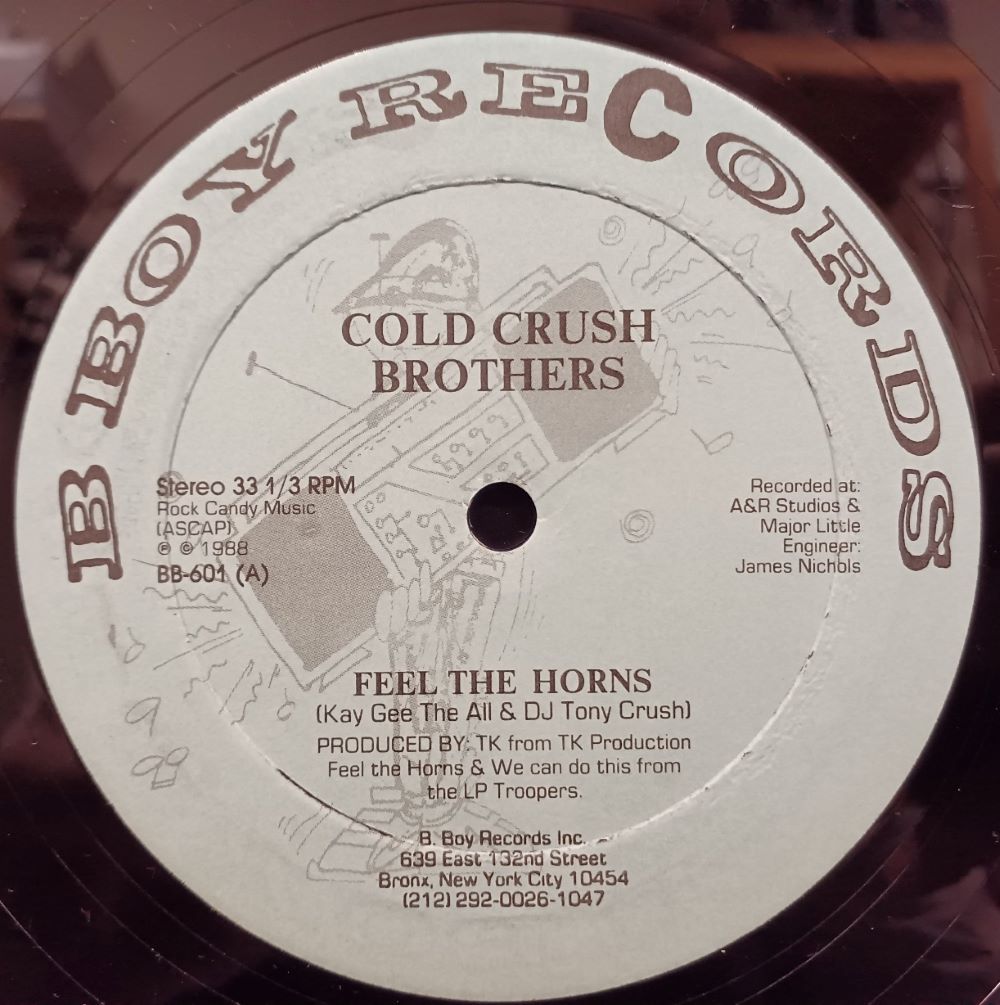 B BOY RECORDS
COLD CRUSH
BROTHERS
Stereo 33 1/3 RPM
Rock Candy Music
(ASCAP)
℗ © 1988
BB-601 (A)
Recorded at:
A&R Studios &
Major Little
Engineer:
James Nichols
FEEL THE HORNS
(Kay Gee The All & DJ Tony Crush)
PRODUCED BY: TK from TK Production
Feel the Horns & We can do this from
the LP Troopers.
B. Boy Records Inc.
639 East 132nd Street
Bronx, New York City 10454
(212) 292-0026-1047